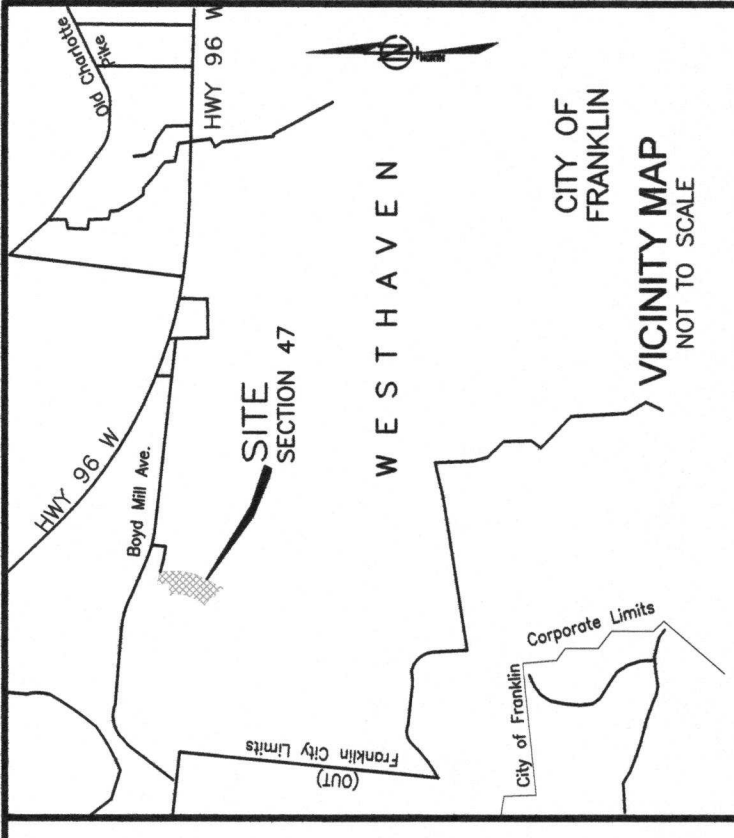 Old Charlotte
Pike
HWY 96 W
HWY 96 W
Boyd Mill Ave.
SITE
SECTION 47
WESTHAVEN
CITY OF
FRANKLIN
VICINITY MAP
NOT TO SCALE
Franklin City Limits
(OUT)
City of Franklin
Corporate Limits
N